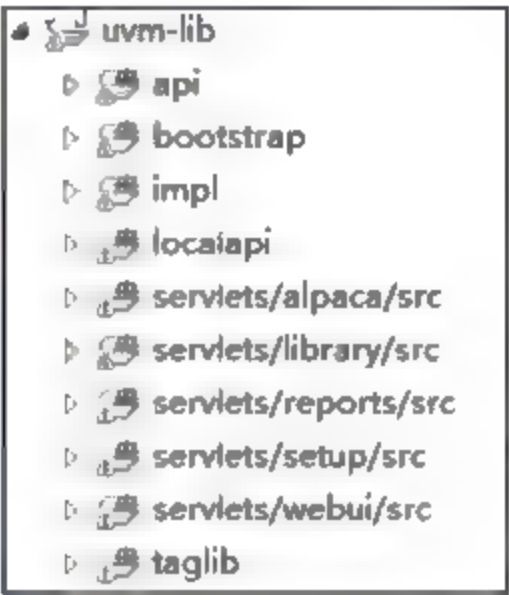 uvm-lib
api
bootstrap
impl
localapi
servlets/alpaca/src
servlets/library/src
servlets/reports/src
servlets/setup/src
servlets/webui/src
taglib